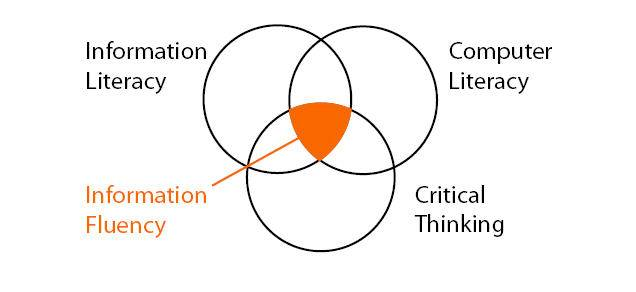 Information
Literacy
Computer
Literacy
Information
Fluency
Critical
Thinking